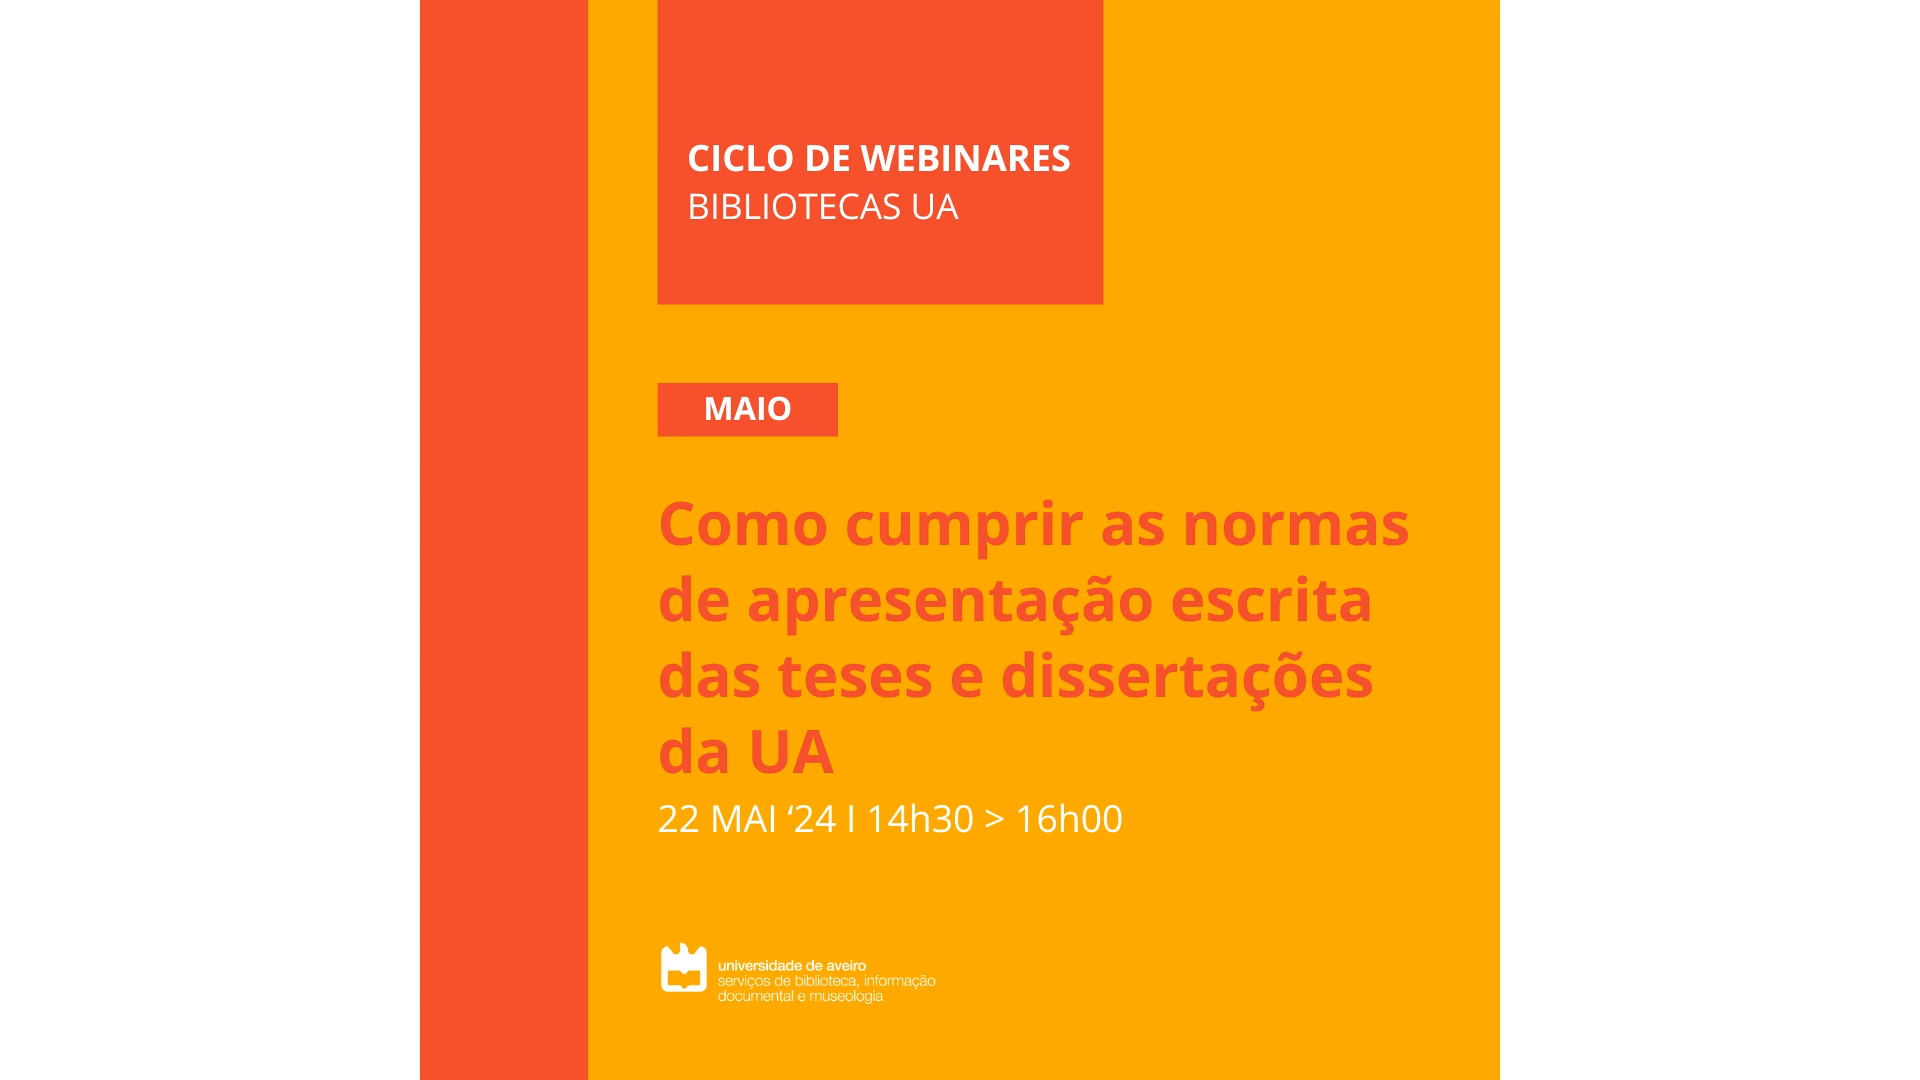 CICLO DE WEBINARES
BIBLIOTECAS UA
MAIO
Como cumprir as normas
de apresentação escrita
das teses e dissertações
da UA
22 MAI ‘24 I 14h30 > 16h00
universidade de aveiro
serviços de biblioteca, informação
documental e museologia